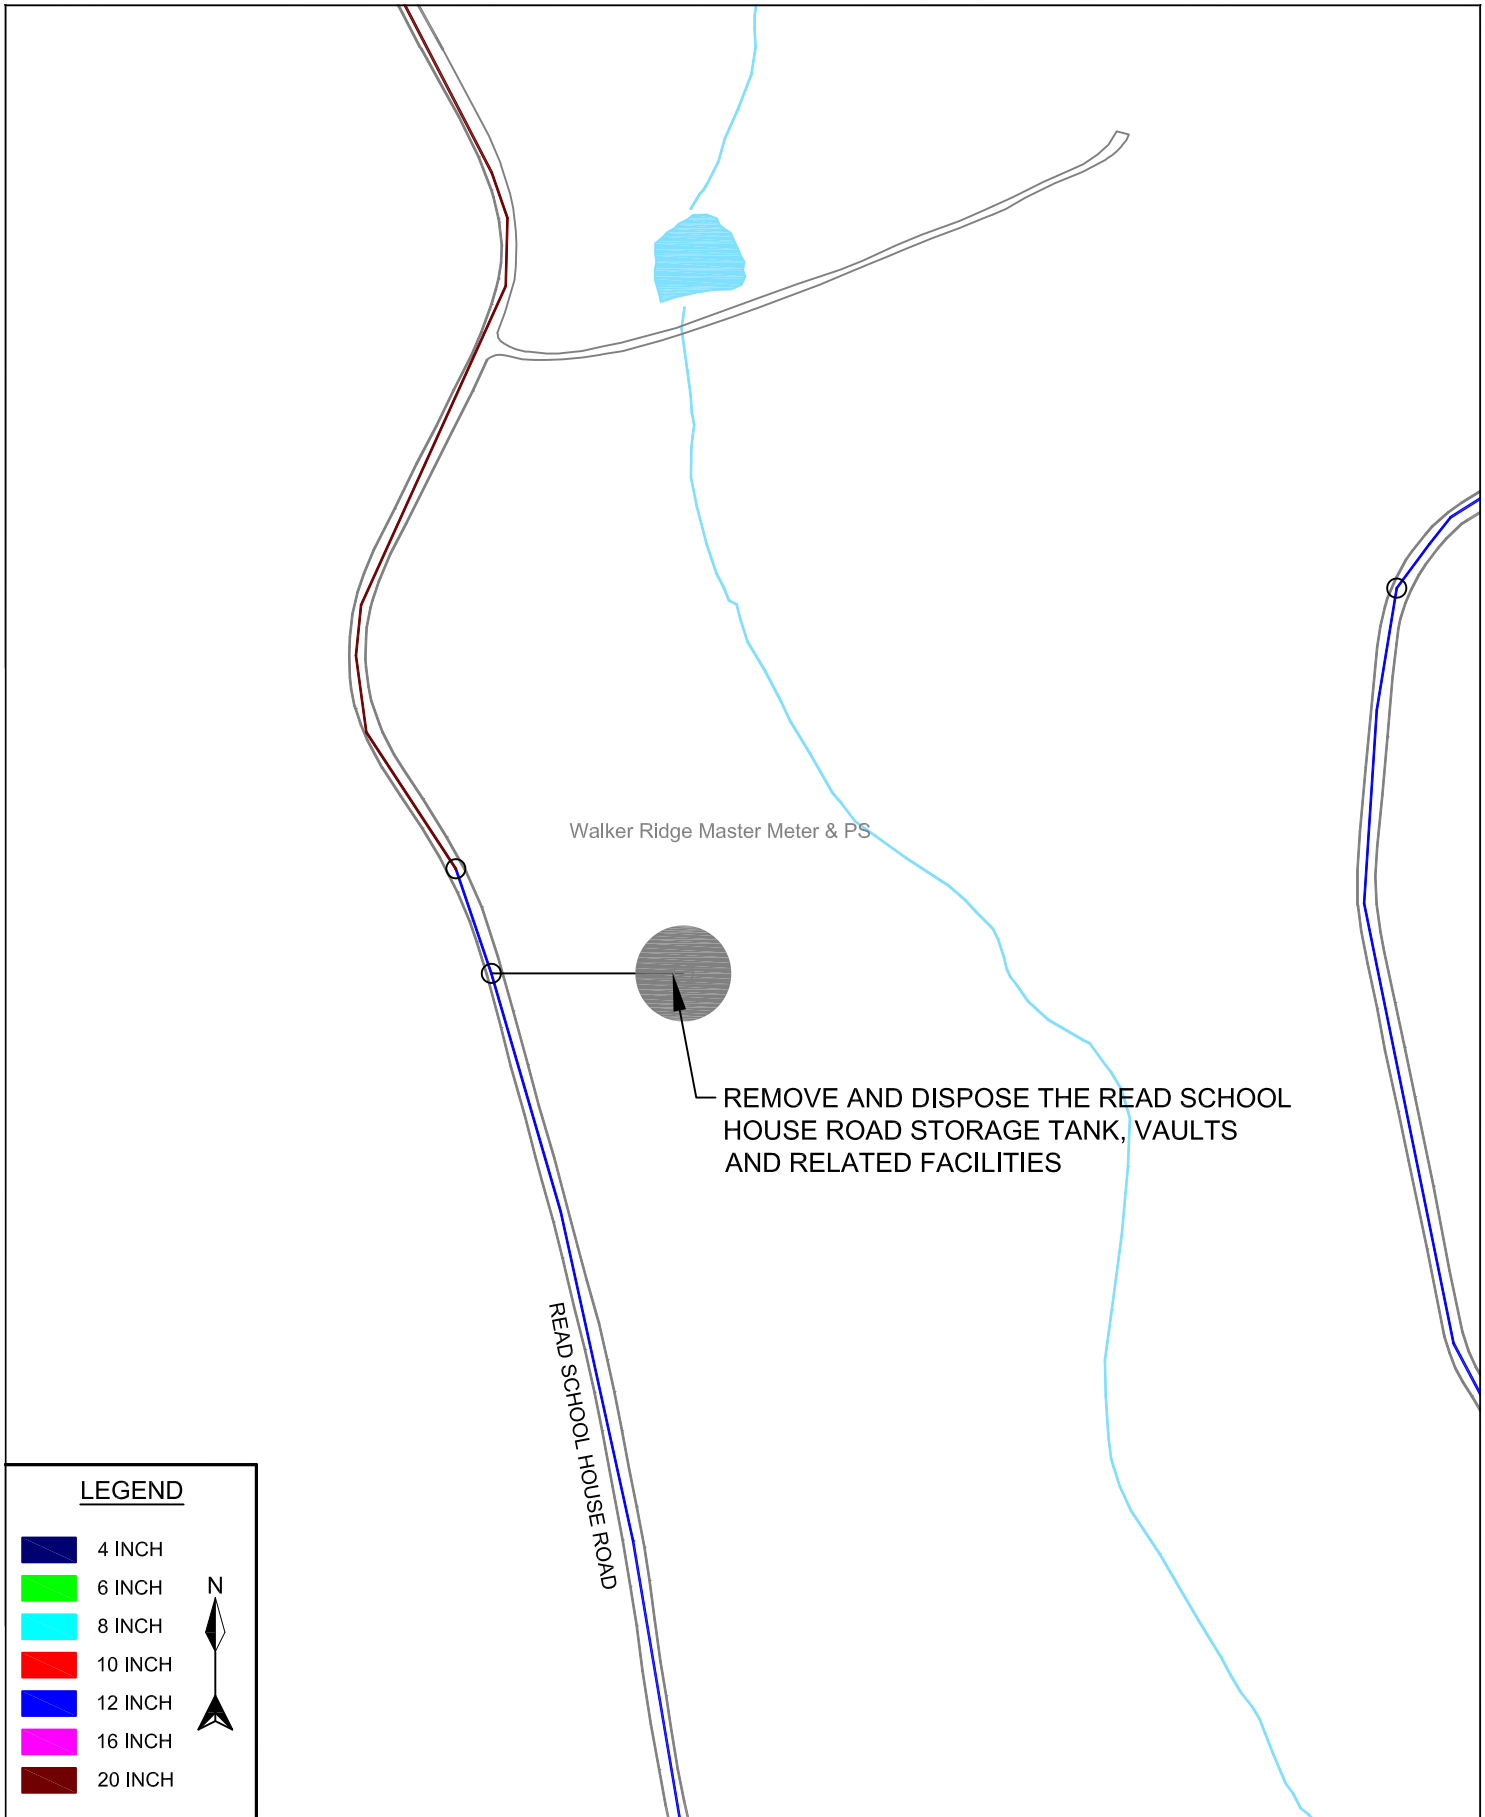 Walker Ridge Master Meter & PS
REMOVE AND DISPOSE THE READ SCHOOL
HOUSE ROAD STORAGE TANK, VAULTS
AND RELATED FACILITIES
READ SCHOOL HOUSE ROAD
LEGEND
4 INCH
6 INCH
8 INCH
10 INCH
12 INCH
16 INCH
20 INCH
N